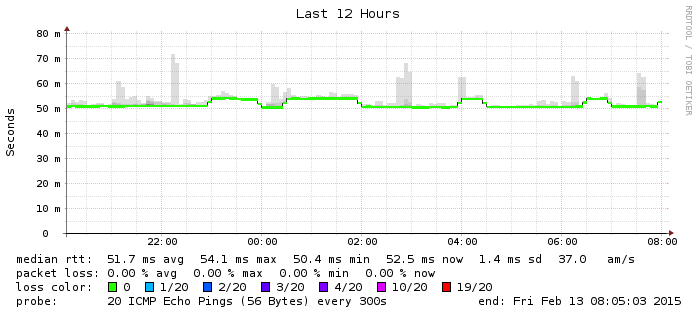 Last 12 Hours
RRDTOOL / TOBI OETIKER
Seconds
80 m
70 m
60 m
50 m
40 m
30 m
20 m
10 m
0
22:00 00:00 02:00 04:00 06:00 08:00
median rtt: 51.7 ms avg 54.1 ms max 50.4 ms min 52.5 ms now 1.4 ms sd 37.0 am/s
packet loss: 0.00 % avg 0.00 % max 0.00 % min 0.00 % now
loss color: 0 1/20 2/20 3/20 4/20 10/20 19/20
probe: 20 ICMP Echo Pings (56 Bytes) every 300s end: Fri Feb 13 08:05:03 2015